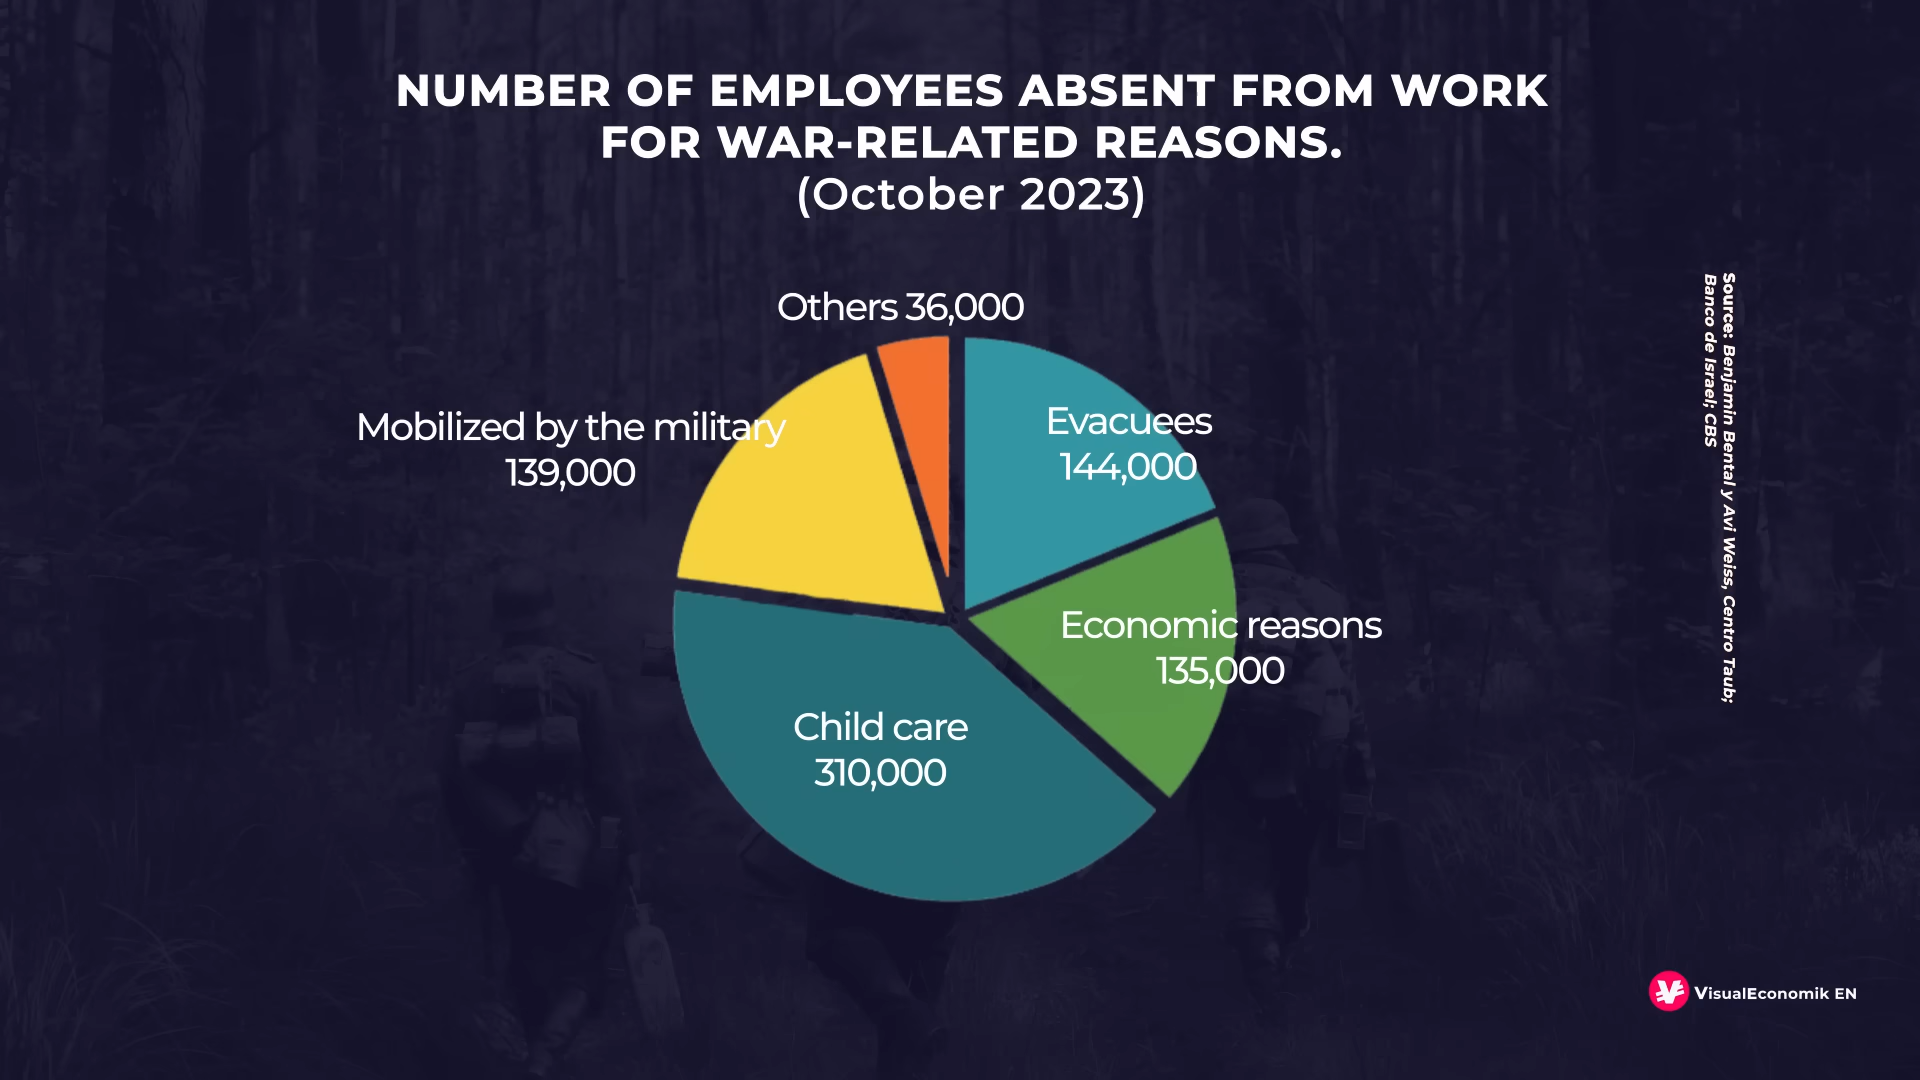 NUMBER OF EMPLOYEES ABSENT FROM WORK
FOR WAR-RELATED REASONS.
(October 2023)
Others 36,000
Mobilized by the military
139,000
Evacuees
144,000
Economic reasons
135,000
Child care
310,000
Source: Benjamin Bental y Avi Weiss, Centro Taub;
Banco de Israel; CBS
VisualEconomik EN